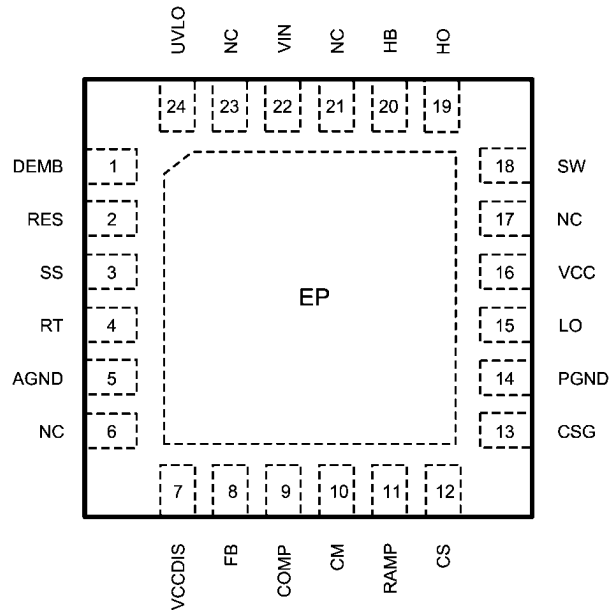 UVLO NC VIN NC HB HO
24 23 22 21 20 19
DEMB 1 18 SW
RES 2 17 NC
SS 3 16 VCC
EP
RT 4 15 LO
AGND 5 14 PGND
NC 6 13 CSG
7 8 9 10 11 12
VCCDIS FB COMP CM RAMP CS